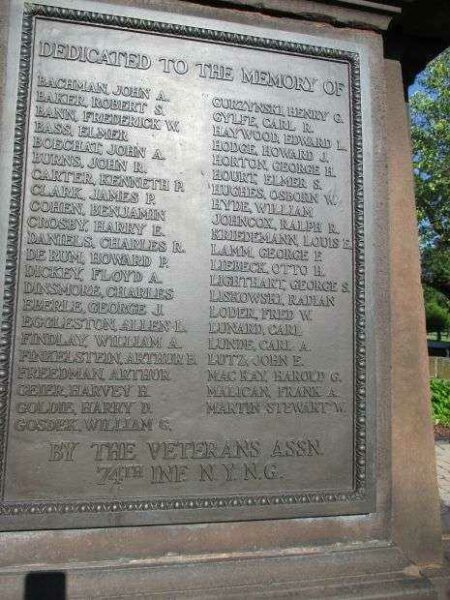 DEDICATED TO THE MEMORY OF
BACHMAN, JOHN A.
BAKER, ROBERT S.
BANN, FREDERICK W.
BASS, ELMER
BOBCHAT, JOHN A.
BURNS, JOHN R.
CARTER, KENNETH P.
CLARK, JAMES P.
COHEN, BENJAMIN
CROSBY, HARRY E.
DANIELS, CHARLES R.
DE RUM, HOWARD P.
DICKEY, FLOYD A.
DINSMORE, CHARLES
EBERLE, GEORGE J.
EGGLESTON, ALLEN L.
FINDLAY, WILLIAM A.
FINKELSTEIN, ARTHUR B.
FREEDMAN, ARTHUR
GEIER, HARVEY H.
GOLDIE, HARRY D.
GOSDEK, WILLIAM G.
GURZYNSKI, HENRY G.
GYLFE, CARL R.
HAYWOOD, EDWARD L.
HODGE, HOWARD J.
HORTON, GEORGE H.
HOURT, ELMER S.
HUGHES, OSBORN W.
HYDE, WILLIAM
JOHNCOX, RALPH R.
KRIEDEMANN, LOUIS E.
LAMM, GEORGE F.
LIEBECK, OTTO H.
LIGHTHART, GEORGE S.
LISKOWSKI, RADIAN
LODER, FRED W.
LUNARD, CARL
LUNDE, CARL A.
LUTZ, JOHN E.
MAC KAY, HAROLD G.
MALICAN, FRANK A.
MARTIN STEWART W.
BY THE VETERANS ASSN.
74TH INF. N.Y.N.G.